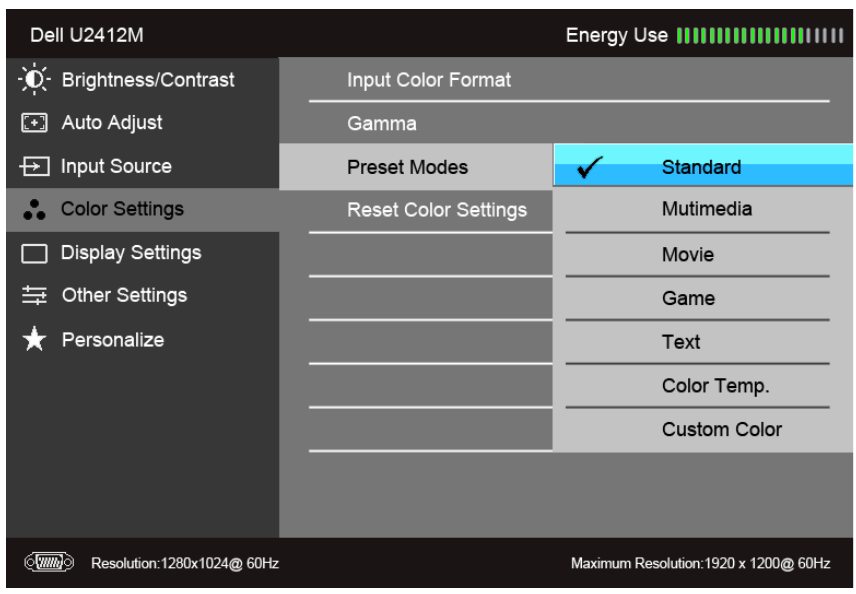 Dell U2412M
Energy Use
Brightness/Contrast
Auto Adjust
Input Source
Color Settings
Display Settings
Other Settings
Personalize
Input Color Format
Gamma
Preset Modes
Reset Color Settings
Standard
Mutimedia
Movie
Game
Text
Color Temp.
Custom Color
Resolution:1280x1024@ 60Hz
Maximum Resolution:1920 x 1200@ 60Hz